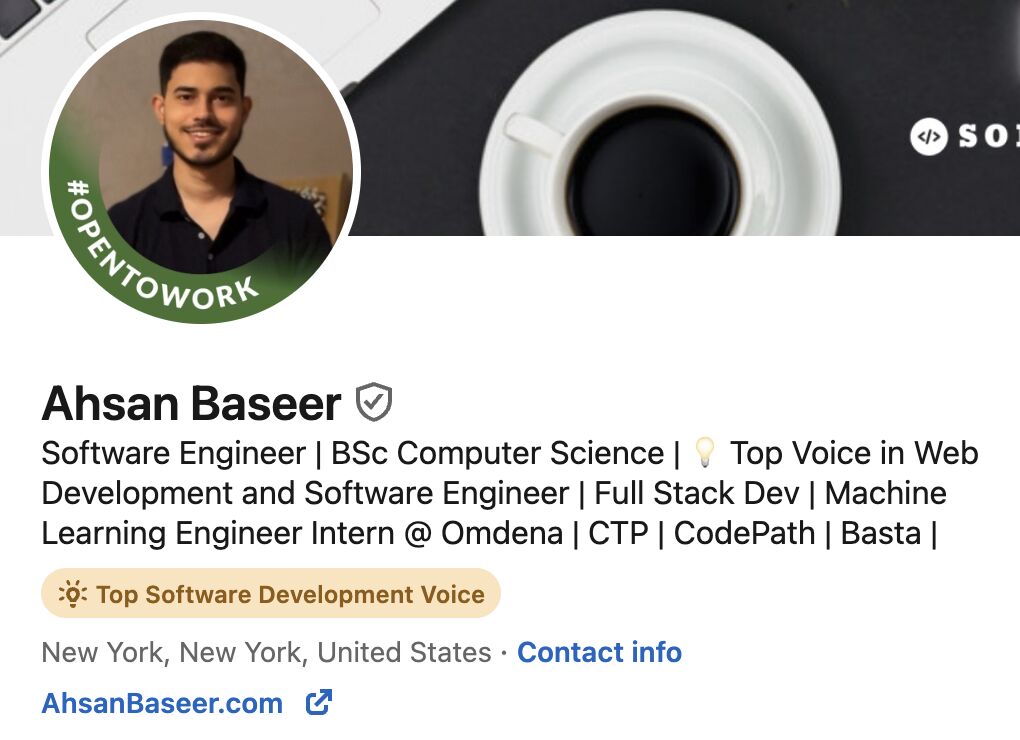 SO
#OPENTOWORK
Ahsan Baseer
Software Engineer | BSc Computer Science | 💡 Top Voice in Web
Development and Software Engineer | Full Stack Dev | Machine
Learning Engineer Intern @ Omdena | CTP | CodePath | Basta |
Top Software Development Voice
New York, New York, United States · Contact info
AhsanBaseer.com